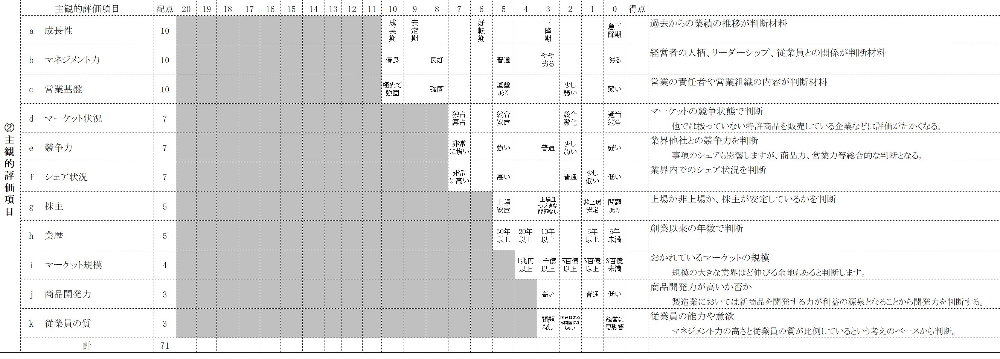 主観的評価項目 配点 20 19 18 17 16 15 14 13 12 11 10 9 8 7 6 5 4 3 2 1 0 得点
②主観的評価項目
a 成長性 10 成長期 安定期 好転期 下降期 急下降期 過去からの業績の推移が判断材料
b マネジメント力 10 優良 良好 普通 やや劣る 劣る 経営者の人柄、リーダーシップ、従業員との関係が判断材料
c 営業基盤 10 極めて強固 強固 基盤あり 少し弱い 弱い 営業の責任者や営業組織の内容が判断材料
d マーケット状況 7 独占寡占 競合安定 競合激化 過当競争 マーケットの競争状態で判断
他では扱っていない特許商品を販売している企業などは評価がたかくなる。
e 競争力 7 非常に強い 強い 普通 少し弱い 弱い 業界他社との競争力を判断
事項のシェアも影響しますが、商品力、営業力等総合的な判断となる。
f シェア状況 7 非常に高い 高い 普通 少し低い 低い 業界内でのシェア状況を判断
g 株主 5 上場安定 上場且つ大きな問題なし 非上場安定 問題あり 上場か非上場か、株主が安定しているかを判断
h 業歴 5 30年以上 20年以上 10年以上 5年以上 5年未満 創業以来の年数で判断
i マーケット規模 4 1兆円以上 1千億以上 5百億以上 3百億以上 3百億未満 おかれているマーケットの規模
規模の大きな業界ほど伸びる余地もあると判断します。
j 商品開発力 3 高い 普通 低い 商品開発力が高いか否か
製造業においては新商品を開発する力が利益の源泉となることから開発力を判断する。
k 従業員の質 3 問題なし 問題はあるが問題にならない 経営に悪影響 従業員の能力や意欲
マネジメント力の高さと従業員の質が比例しているという考えのベースから判断。
計 71